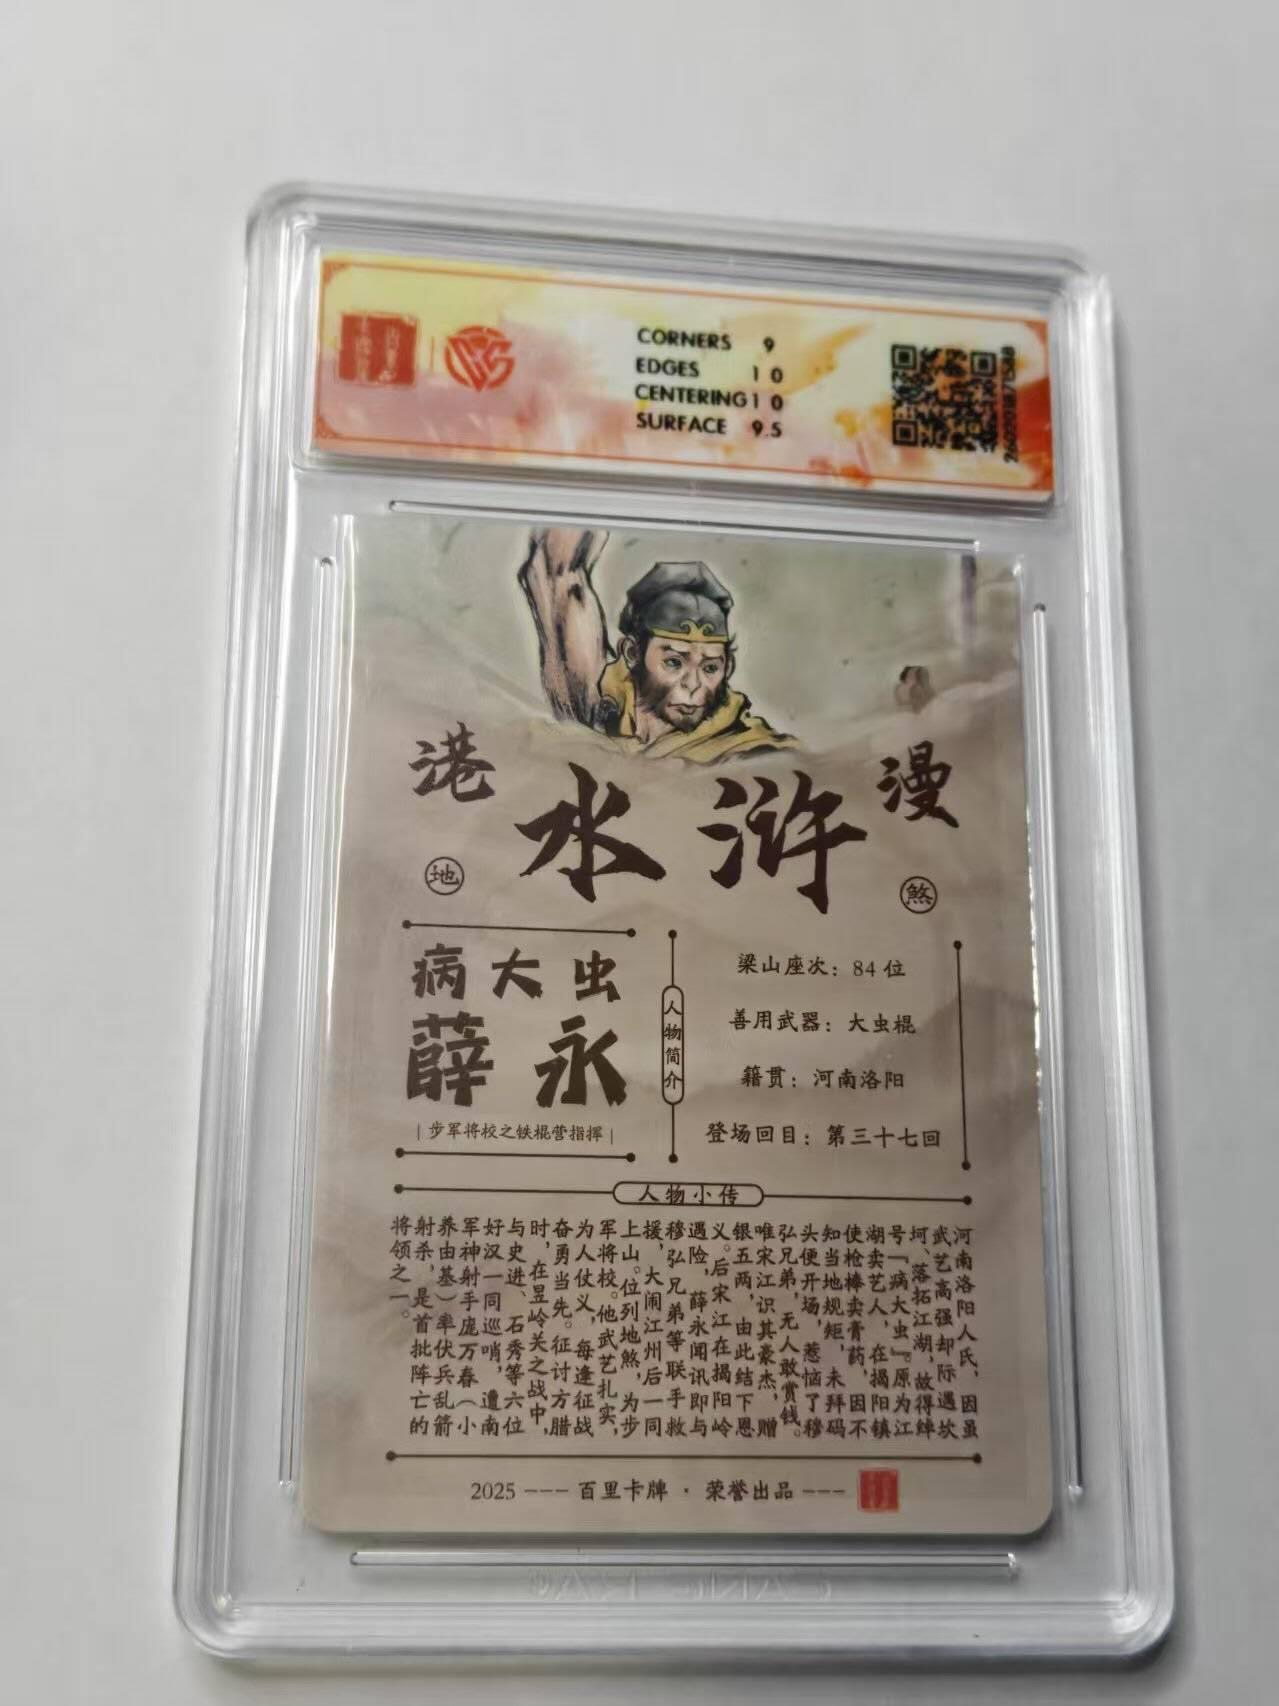 CORNERS 9
EDGES 10
CENTERING 10
SURFACE 9.5
港
水浒
漫
地
煞
病大虫
薛永
|步军将校之铁棍营指挥|
人物简介
梁山座次：84位
善用武器：大虫棍
籍贯：河南洛阳
登场回目：第三十七回
人物小传
河南洛阳人氏，因虽
武艺高强却际遇坎
坷、落拓江湖，故得绰
号『病大虫』。原为江
湖卖艺人，在揭阳镇
使枪棒卖膏药，因不
知当地规矩，未拜码
头便开场，惹恼了穆
弘兄弟，无人敢赏钱。
唯宋江识其豪杰，赠
银五两，由此结下恩
义。后宋江在揭阳岭
遇险，薛永闻讯即与
穆弘兄弟等联手救
援，大闹江州后一同
上山。位列地煞，为步
军将校。他武艺扎实，
为人仗义，每逢征战
奋勇当先。征讨方腊
时，在昱岭关之战中，
与史进、石秀等六位
好汉一同巡哨，遭南
军神射手庞万春（小
养由基）率伏兵乱箭
射杀，是首批阵亡的
将领之一。
2025 --- 百里卡牌 · 荣誉出品 ---